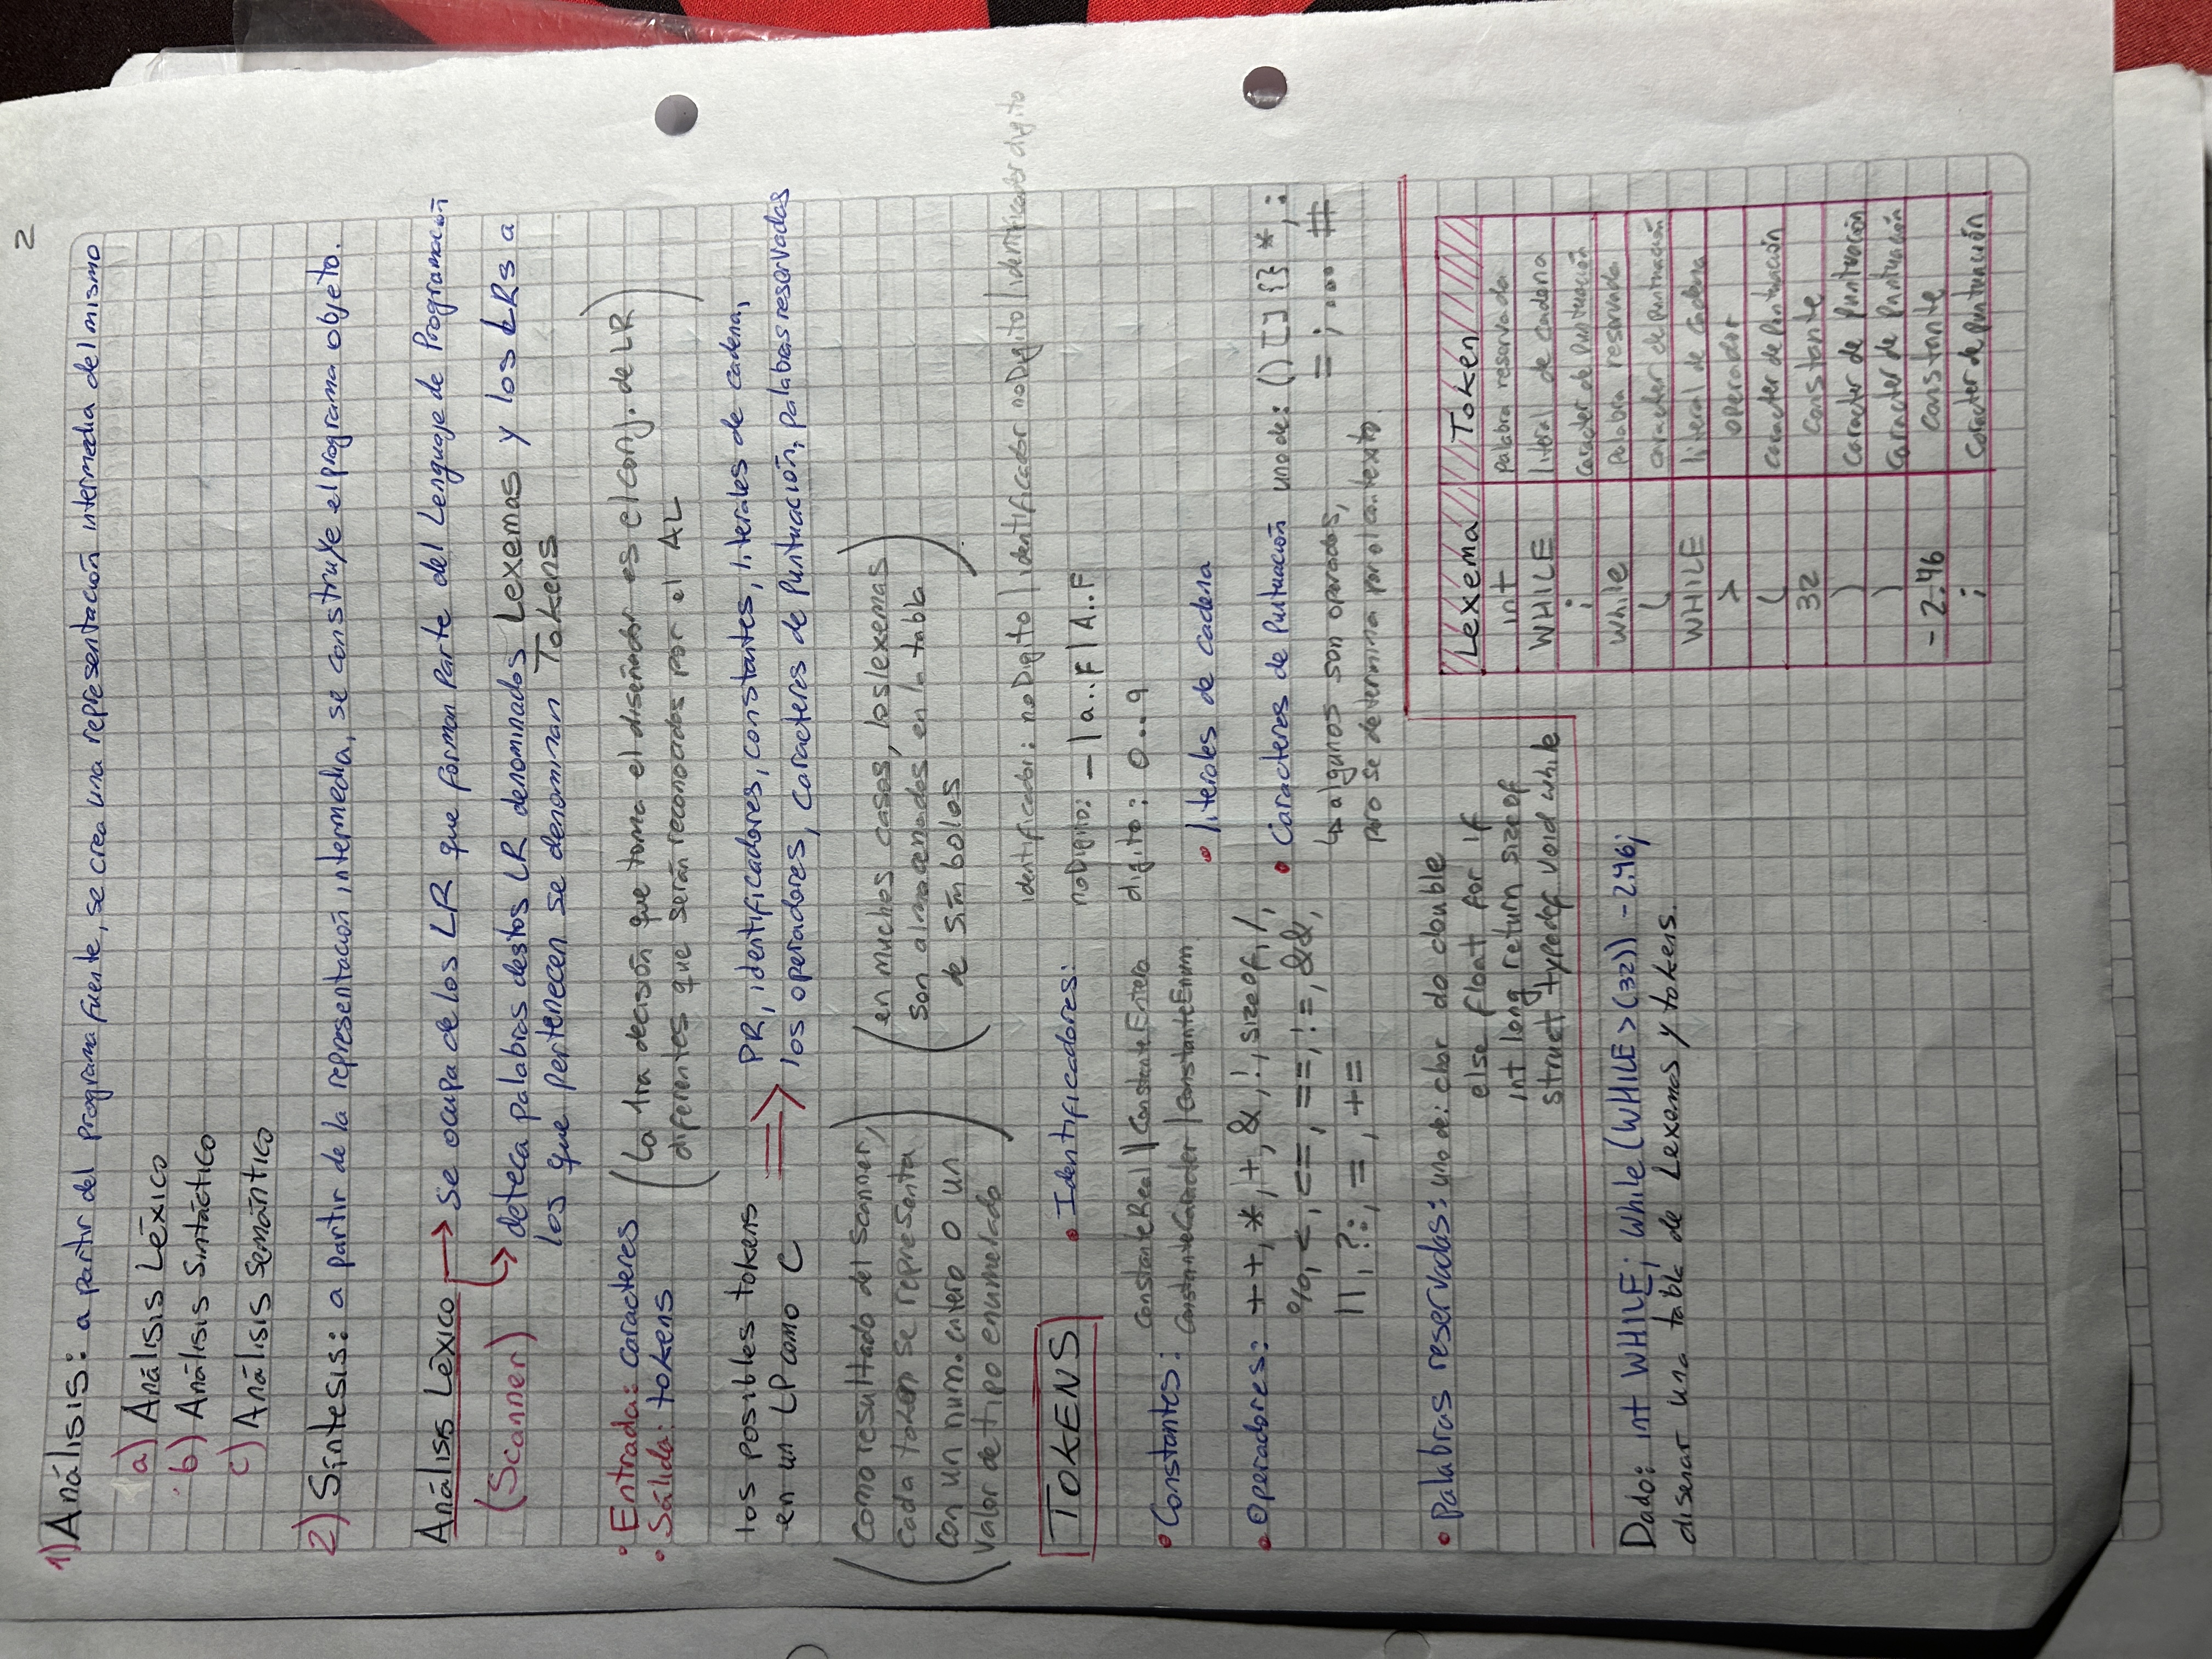 2
1) Análisis: a partir del programa fuente, se crea una representación intermedia del mismo
a) Análisis Léxico
b) Análisis Sintáctico
c) Análisis Semántico
2) Síntesis: a partir de la representación intermedia, se construye el programa objeto.
Análisis Léxico → se ocupa de los LR que forman parte del Lenguaje de Programación
(Scanner) ↳ deteca palabras destos LR denominados Lexemas y los LRs a
los que pertenecen se denominan Tokens
• Entrada: caracteres
• Salida: tokens
(La 1ra decisión que toma el diseñador es el conj. de LR
diferentes que serán reconocidos por el AL)
los posibles tokens
en un LP como C
⇒ PR, identificadores, constantes, literales de cadena,
los operadores, caracteres de Puntuación, palabras reservadas
(como resultado del Scanner,
cada token se representa
con un num. entero o un
valor de tipo enumerado)
(en muchos casos, los lexemas
son almacenados en la tabla
de símbolos)
TOKENS
• Identificadores:
identificador: noDigito | identificador noDigito | identificador digito
noDigito: _ | a..F | A..F
digito: 0..9
• Constantes:
constanteReal || ConstanteEntera
ConstanteCaracter | ConstanteEnum
• literales de cadena
• Operadores: ++, *, +, &, !, sizeof, /,
%, <, <=, ==, !=, &&,
||, ?:, =, +=
• Caracteres de Puntuación uno de: () [] {} * , :
= ; ... #
↳ algunos son operados,
pero se determina por el contexto.
• palabras reservadas: uno de: char do double
else float for if
int long return sizeof
struct typedef void while
Dado: int WHILE; while (WHILE > (32)) -2.46;
diseñar una tabla de Lexemas y tokens.
Lexema Token
int palabra reservada
WHILE literal de cadena
; caracter de Puntuación
while palabra reservada
( caracter de puntuación
WHILE literal de cadena
> operador
( caracter de Puntuación
32 constante
) caracter de Puntuación
) caracter de Puntuación
-2.46 constante
; caracter de puntuación